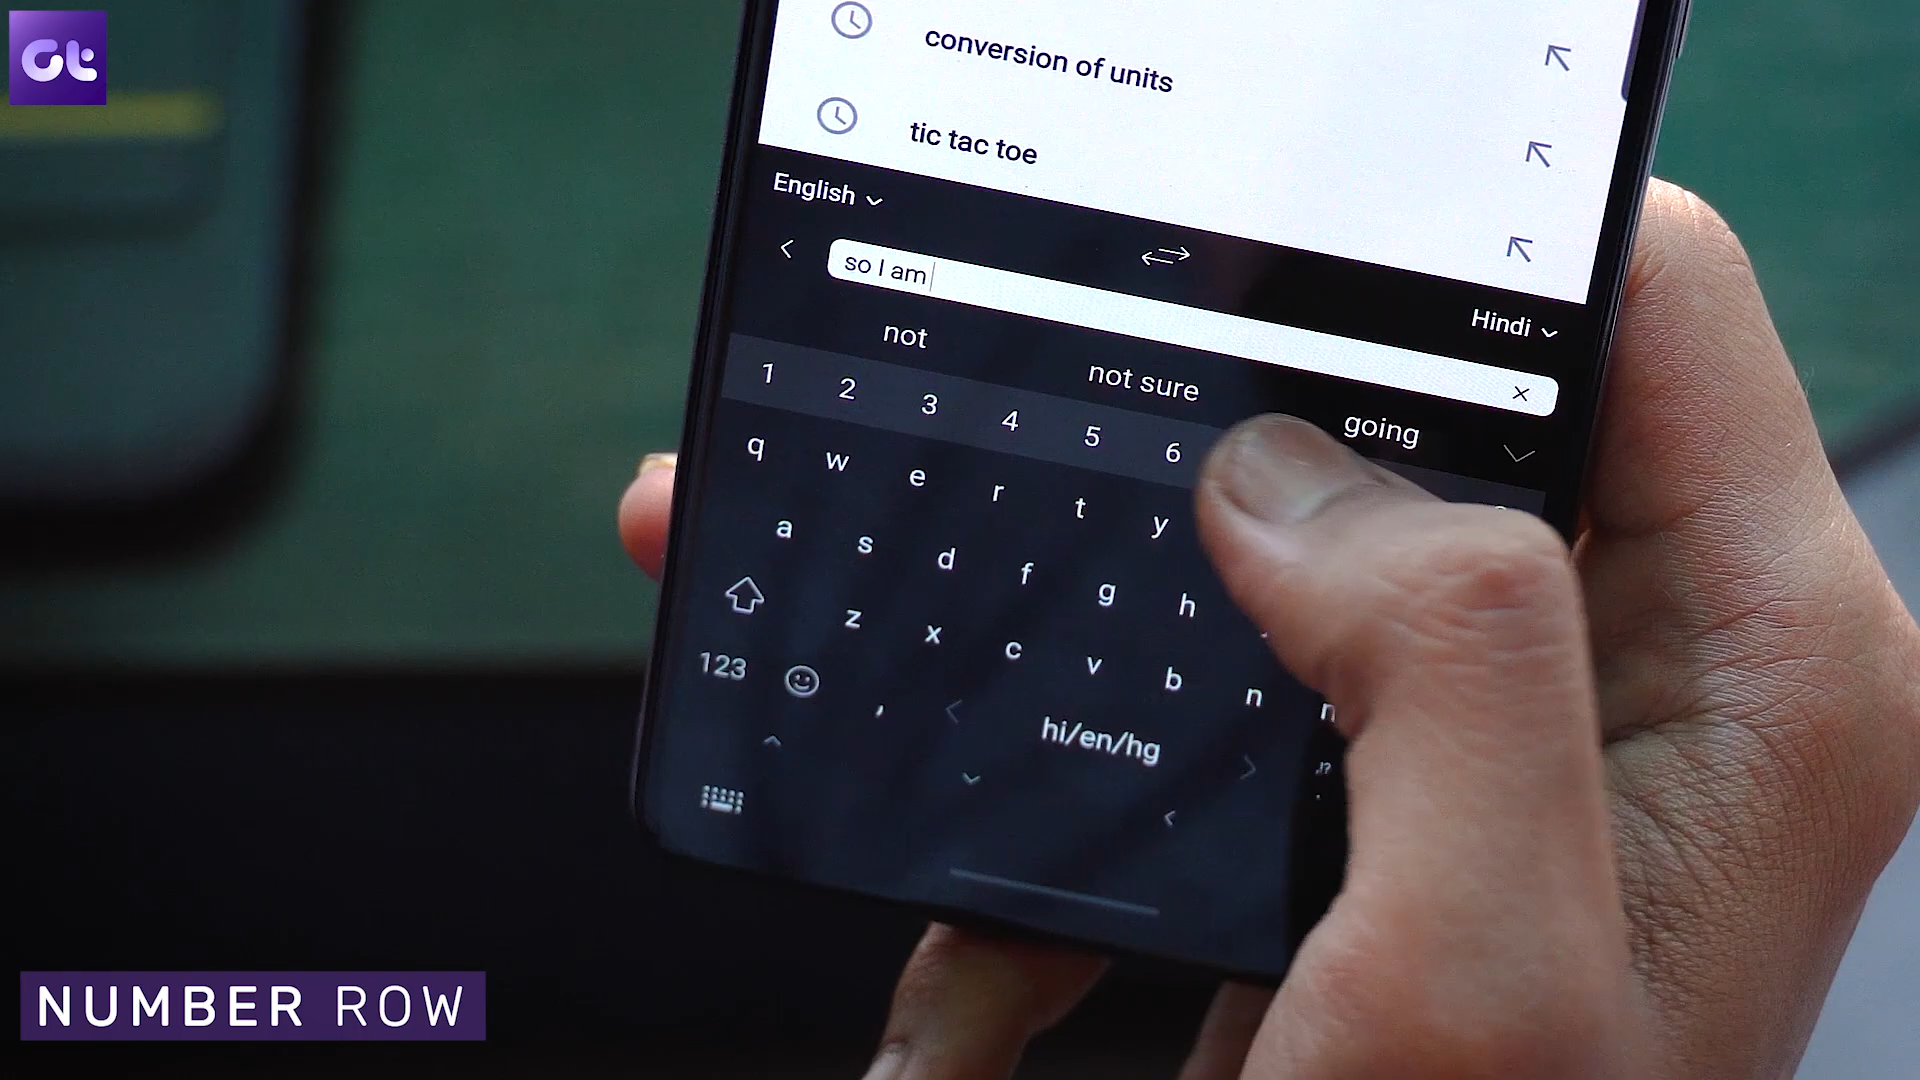 Gt
conversion of units
tic tac toe
English
so I am
Hindi
not not sure going
1 2 3 4 5 6
q w e r t y
a s d f g h
z x c v b n
123 , hi/en/hg .!?
NUMBER ROW